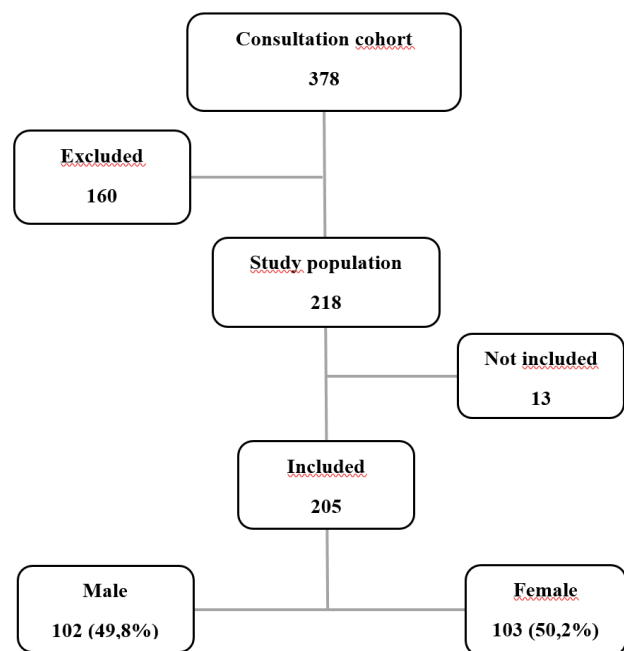 Consultation cohort
378
Excluded
160
Study population
218
Not included
13
Included
205
Male
102 (49,8%)
Female
103 (50,2%)